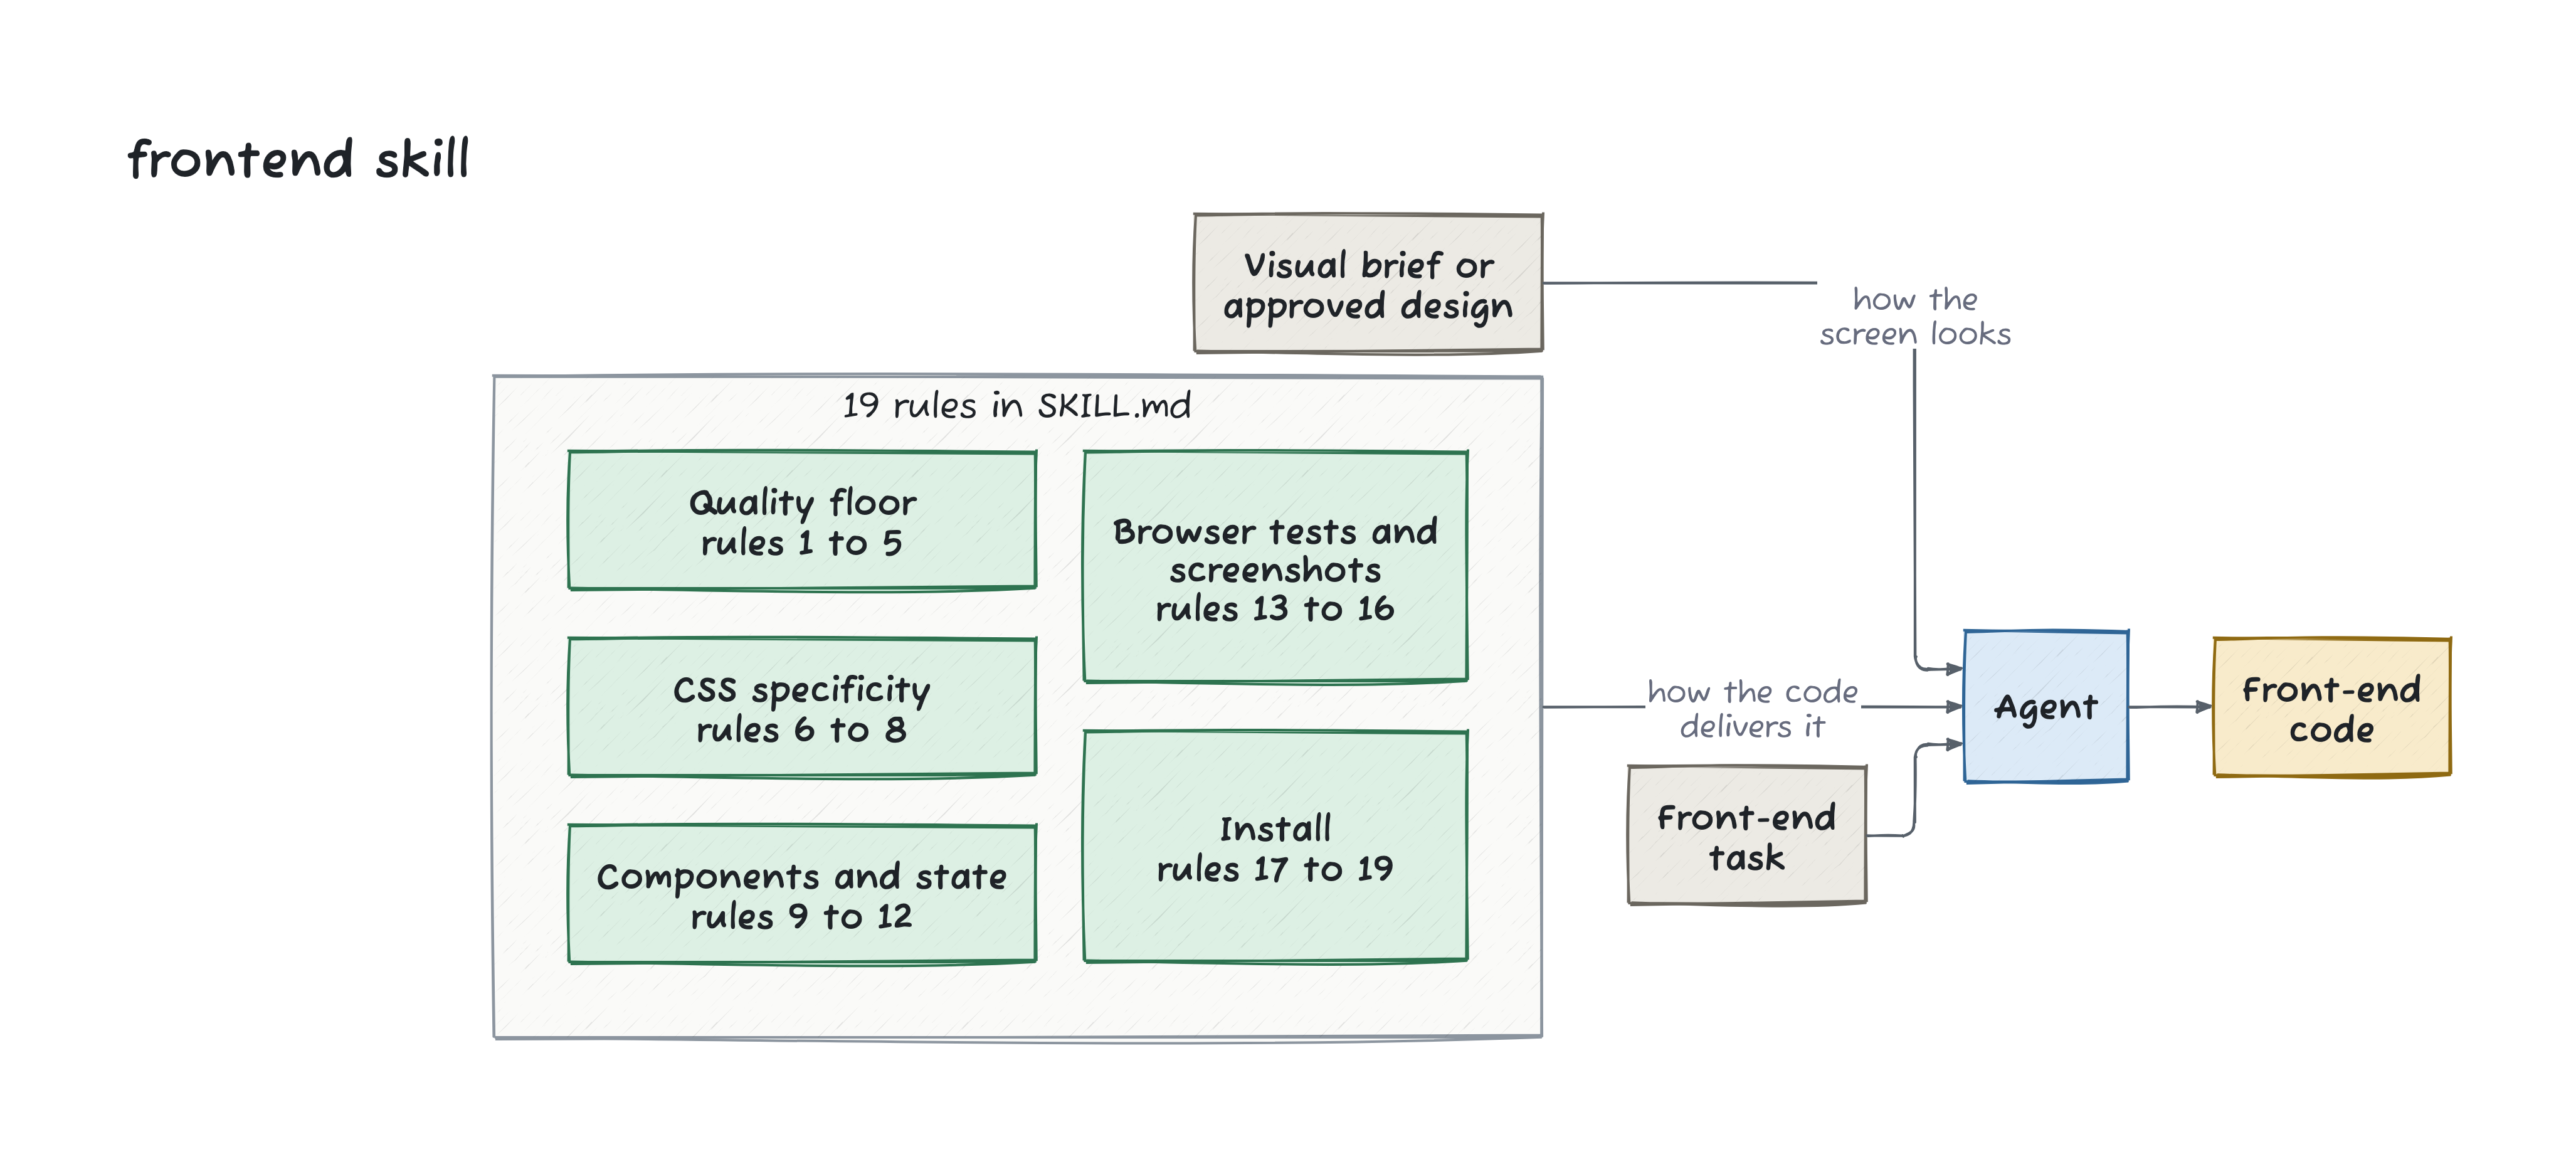 frontend skill
Visual brief or
approved design
how the
screen looks
19 rules in SKILL.md
Quality floor
rules 1 to 5
CSS specificity
rules 6 to 8
Components and state
rules 9 to 12
Browser tests and
screenshots
rules 13 to 16
Install
rules 17 to 19
how the code
delivers it
Front-end
task
Agent
Front-end
code